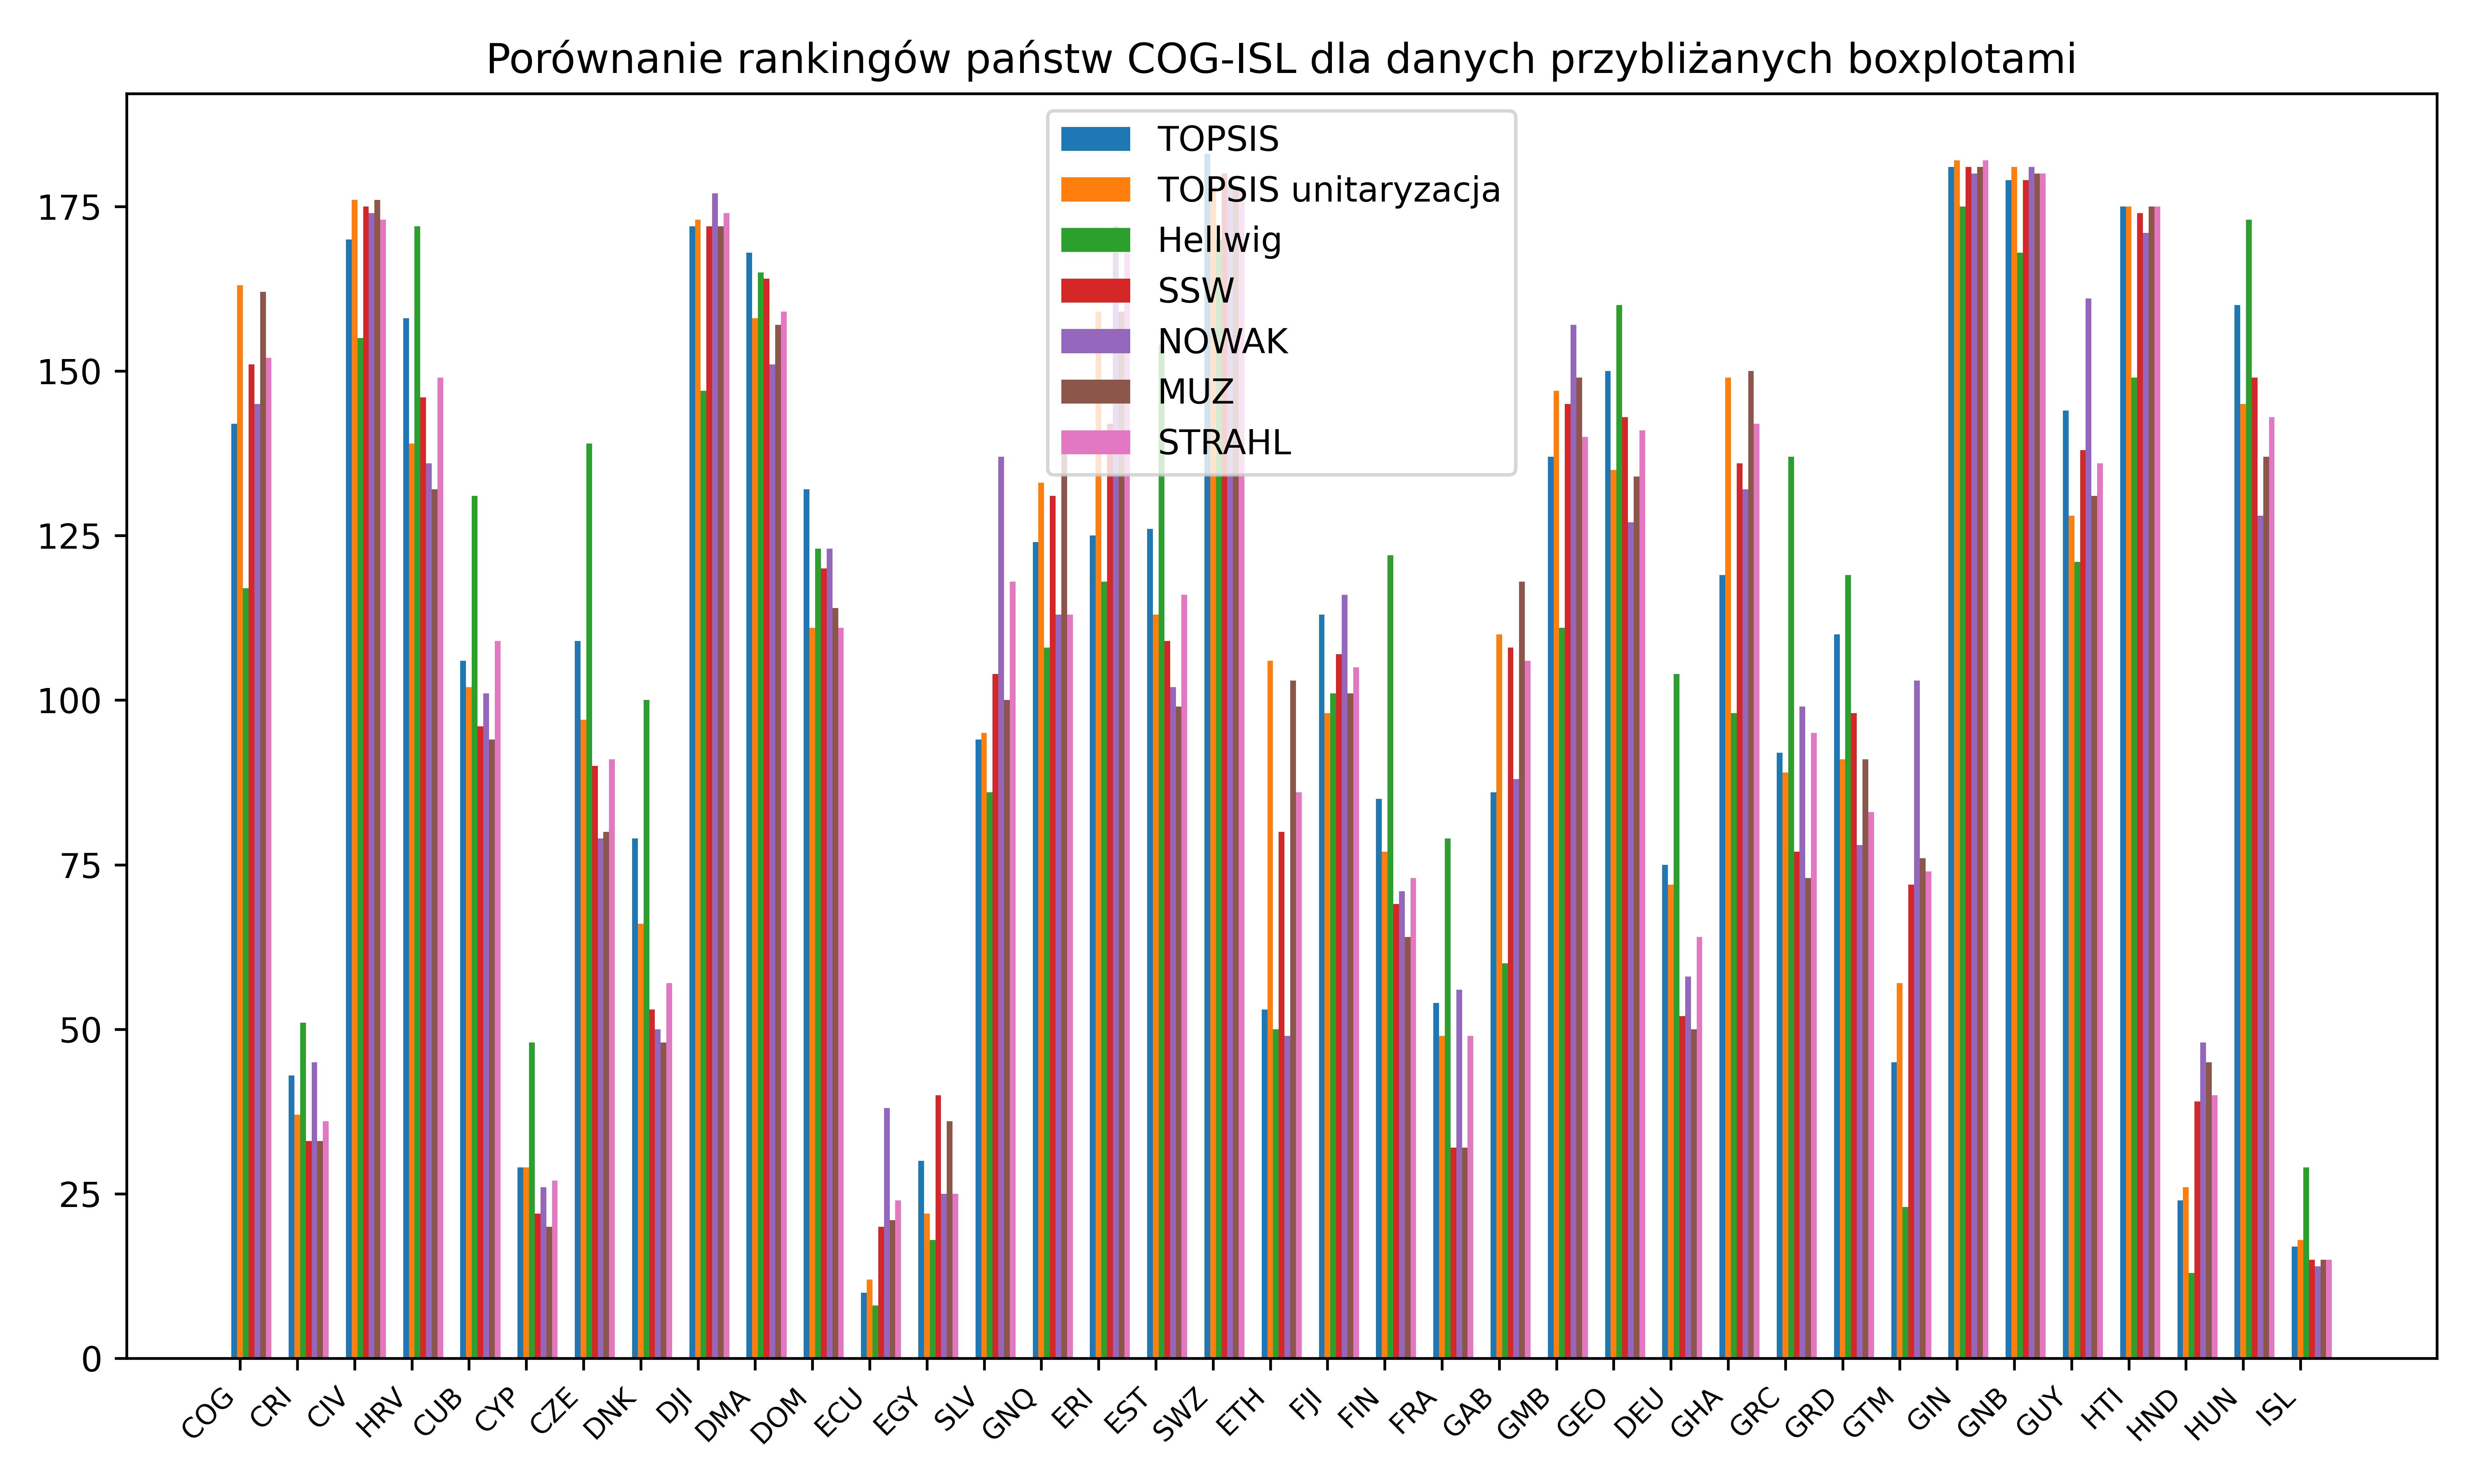 Porównanie rankingów państw COG-ISL dla danych przybliżanych boxplotami
TOPSIS
TOPSIS unitaryzacja
Hellwig
SSW
NOWAK
MUZ
STRAHL
175
150
125
100
75
50
25
0
COG CRI CIV HRV CUB CYP CZE DNK DJI DMA DOM ECU EGY SLV GNQ ERI EST SWZ ETH FJI FIN FRA GAB GMB GEO DEU GHA GRC GRD GTM GIN GNB GUY HTI HND HUN ISL